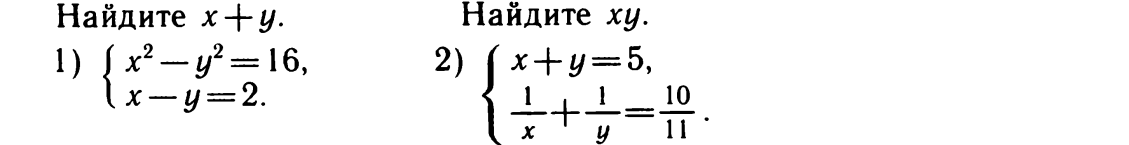 Найдите x+y.
1) { x² — y² = 16,
x — y = 2.
Найдите xy.
2) { x+y=5,
1/x + 1/y = 10/11 .